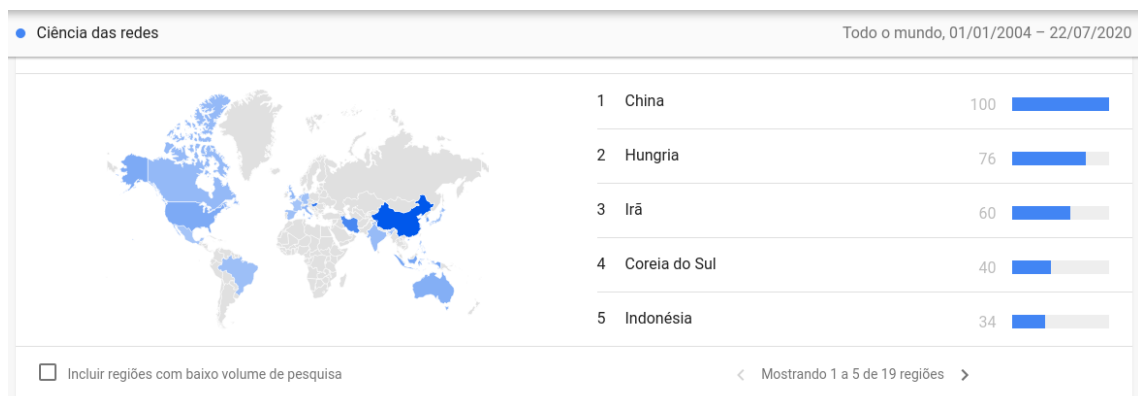 Ciência das redes
Todo o mundo, 01/01/2004 – 22/07/2020
1 China 100
2 Hungria 76
3 Irã 60
4 Coreia do Sul 40
5 Indonésia 34
Incluir regiões com baixo volume de pesquisa
Mostrando 1 a 5 de 19 regiões